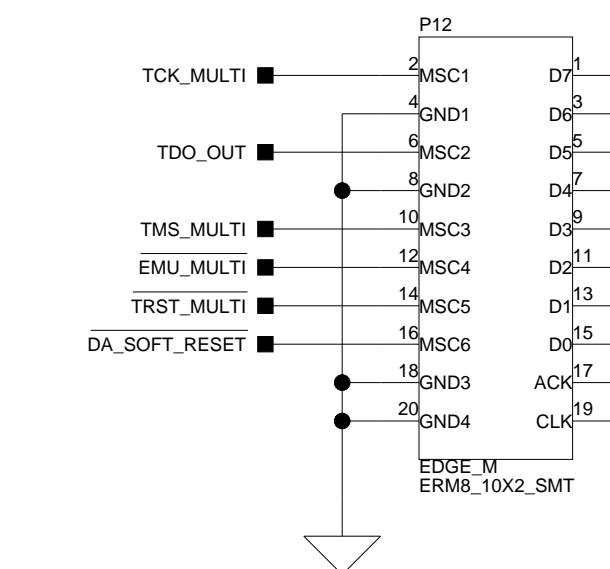 P12
TCK_MULTI 2 MSC1 D7 1
4 GND1 D6 3
TDO_OUT 6 MSC2 D5 5
8 GND2 D4 7
TMS_MULTI 10 MSC3 D3 9
EMU_MULTI 12 MSC4 D2 11
TRST_MULTI 14 MSC5 D1 13
DA_SOFT_RESET 16 MSC6 D0 15
18 GND3 ACK 17
20 GND4 CLK 19
EDGE_M
ERM8_10X2_SMT